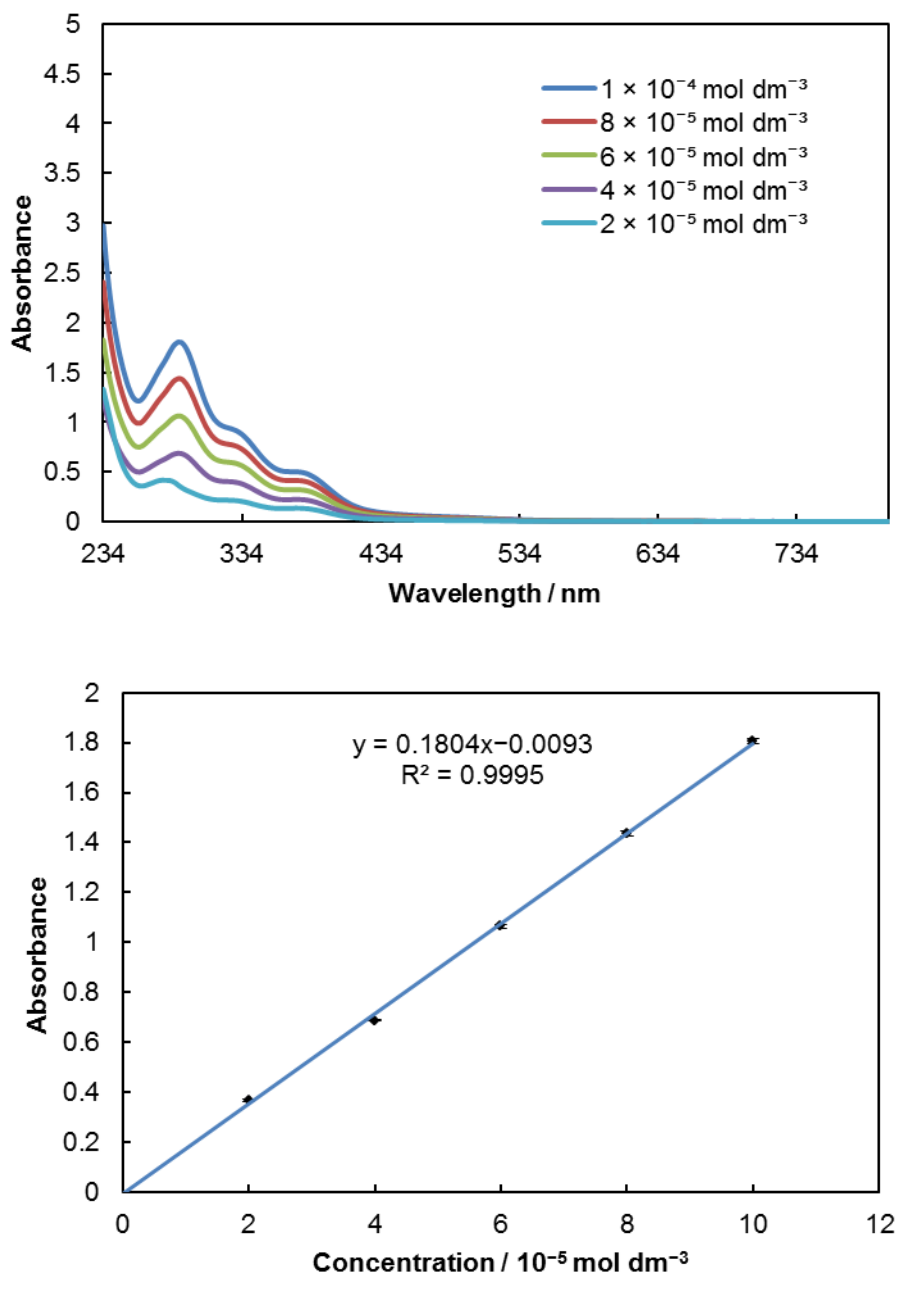 5
4.5
4
3.5
3
2.5
2
1.5
1
0.5
0
Absorbance
1 × 10⁻⁴ mol dm⁻³
8 × 10⁻⁵ mol dm⁻³
6 × 10⁻⁵ mol dm⁻³
4 × 10⁻⁵ mol dm⁻³
2 × 10⁻⁵ mol dm⁻³
234 334 434 534 634 734
Wavelength / nm
2
1.8
1.6
1.4
1.2
1
0.8
0.6
0.4
0.2
0
Absorbance
y = 0.1804x−0.0093
R² = 0.9995
0 2 4 6 8 10 12
Concentration / 10⁻⁵ mol dm⁻³